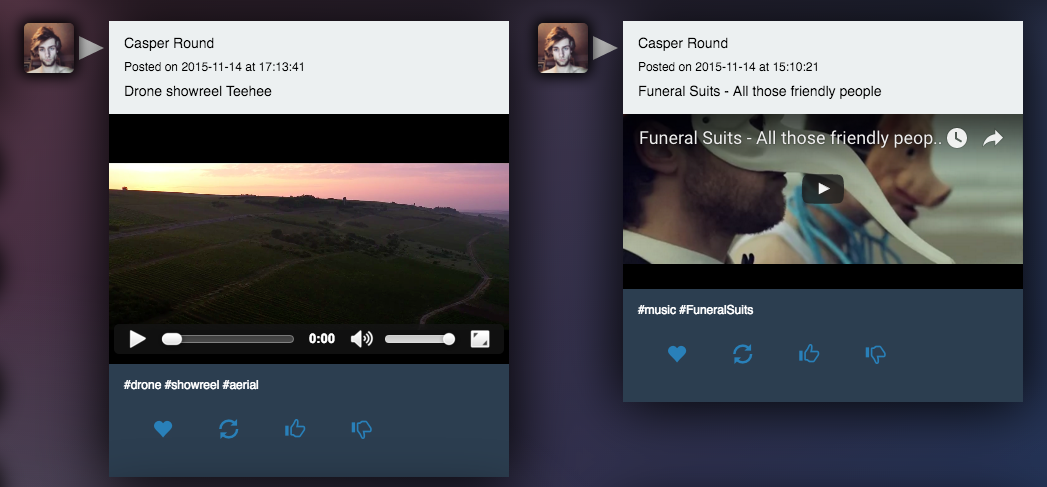 Casper Round
Posted on 2015-11-14 at 17:13:41
Drone showreel Teehee
0:00
#drone #showreel #aerial
Casper Round
Posted on 2015-11-14 at 15:10:21
Funeral Suits - All those friendly people
Funeral Suits - All those friendly peop..
#music #FuneralSuits